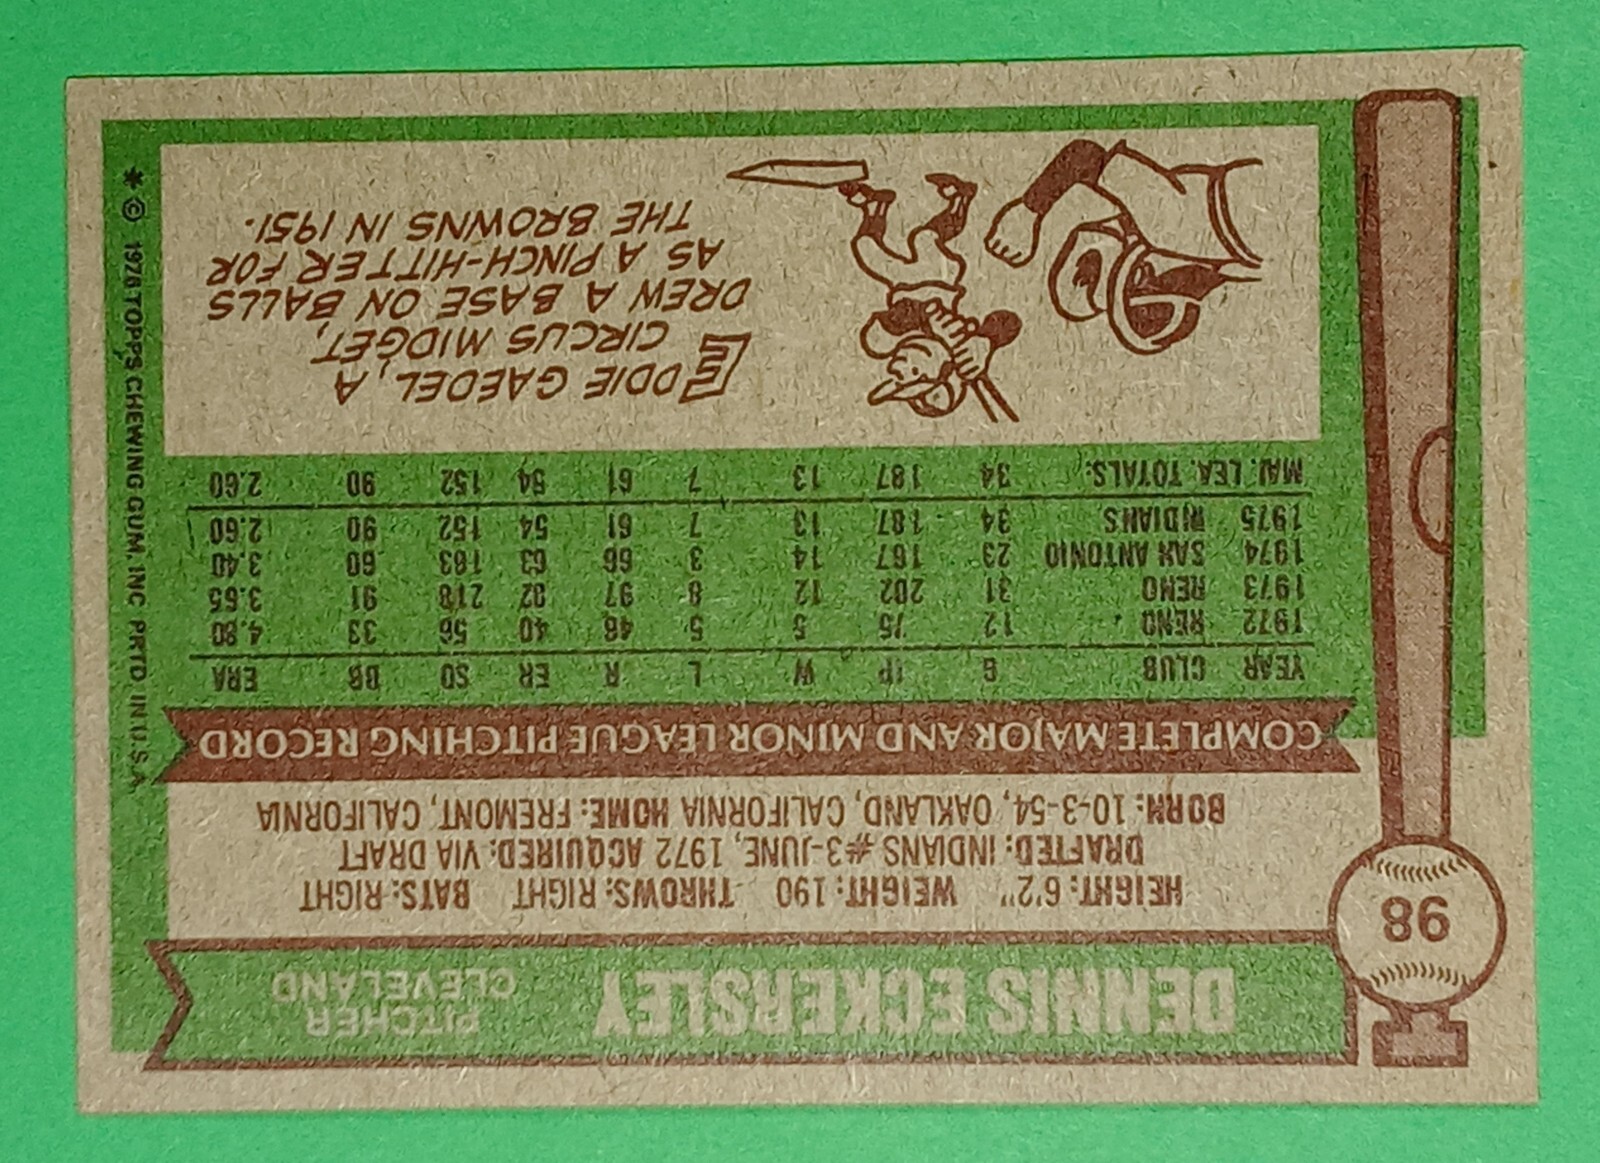 98
DENNIS ECKERSLEY
PITCHER
CLEVELAND
HEIGHT: 6'2" WEIGHT: 190 THROWS: RIGHT BATS: RIGHT
DRAFTED: INDIANS #3-JUNE, 1972 ACQUIRED: VIA DRAFT
BORN: 10-3-54, OAKLAND, CALIFORNIA HOME: FREMONT, CALIFORNIA
COMPLETE MAJOR AND MINOR LEAGUE PITCHING RECORD
YEAR CLUB G IP W L R ER SO BB ERA
1972 RENO 12 75 5 5 46 40 56 33 4.80
1973 RENO 31 202 12 8 97 82 218 91 3.65
1974 SAN ANTONIO 23 167 14 3 66 63 163 60 3.40
1975 INDIANS 34 187 13 7 61 54 152 90 2.60
MAJ. LEA. TOTALS: 34 187 13 7 61 54 152 90 2.60
EDDIE GAEDEL, A
CIRCUS MIDGET,
DREW A BASE ON BALLS
AS A PINCH-HITTER FOR
THE BROWNS IN 1951.
* © 1976 TOPPS CHEWING GUM, INC PRTD IN U.S.A.